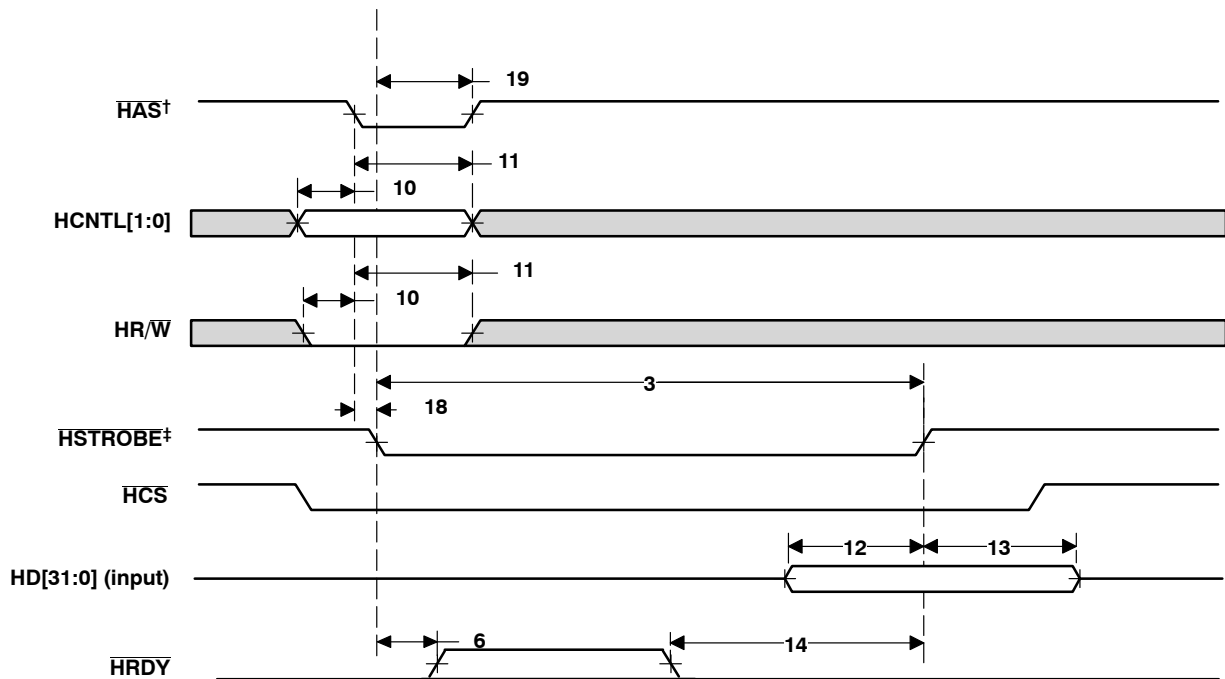 19
HAS†
11
10
HCNTL[1:0]
11
10
HR/W
3
18
HSTROBE‡
HCS
12
13
HD[31:0] (input)
6
14
HRDY